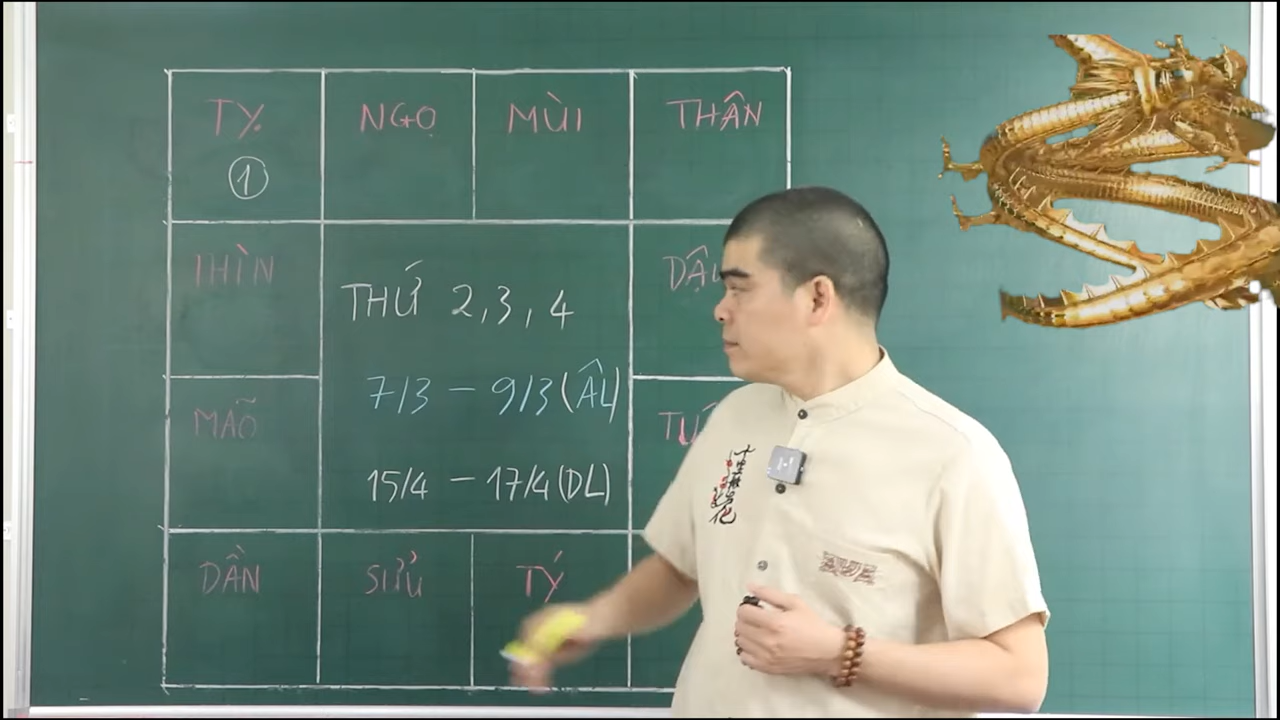 TỴ NGỌ MÙI THÂN
①
THÌN DẬU
THỨ 2, 3, 4
7/3 – 9/3 (ÂL)
MÃO
15/4 – 17/4 (DL)
DẦN SỬU TÝ